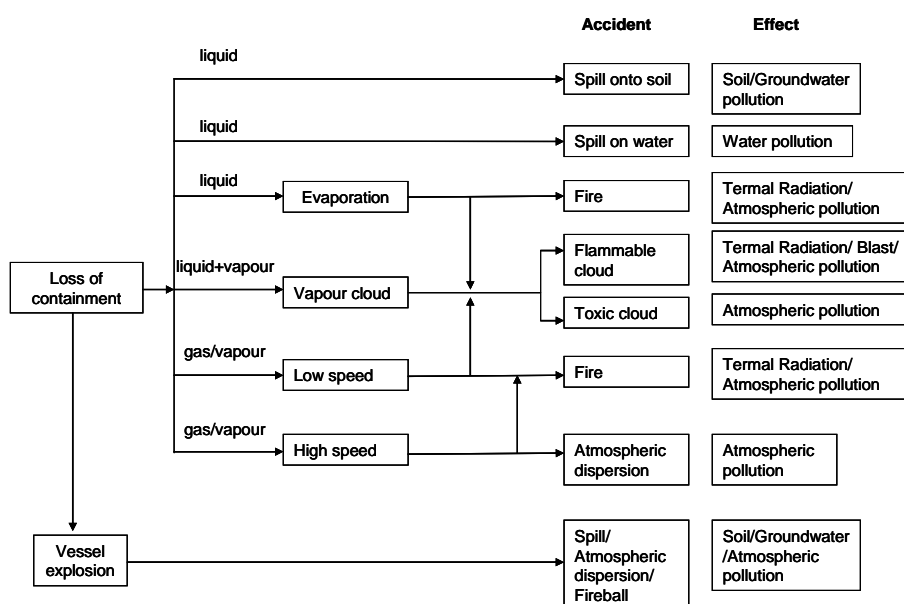 Accident
Effect
liquid
Spill onto soil
Soil/Groundwater
pollution
liquid
Spill on water
Water pollution
liquid
Evaporation
Fire
Termal Radiation/
Atmospheric pollution
Loss of
containment
liquid+vapour
Vapour cloud
Flammable
cloud
Termal Radiation/ Blast/
Atmospheric pollution
Toxic cloud
Atmospheric pollution
gas/vapour
Low speed
Fire
Termal Radiation/
Atmospheric pollution
gas/vapour
High speed
Atmospheric
dispersion
Atmospheric
pollution
Vessel
explosion
Spill/
Atmospheric
dispersion/
Fireball
Soil/Groundwater
/Atmospheric
pollution